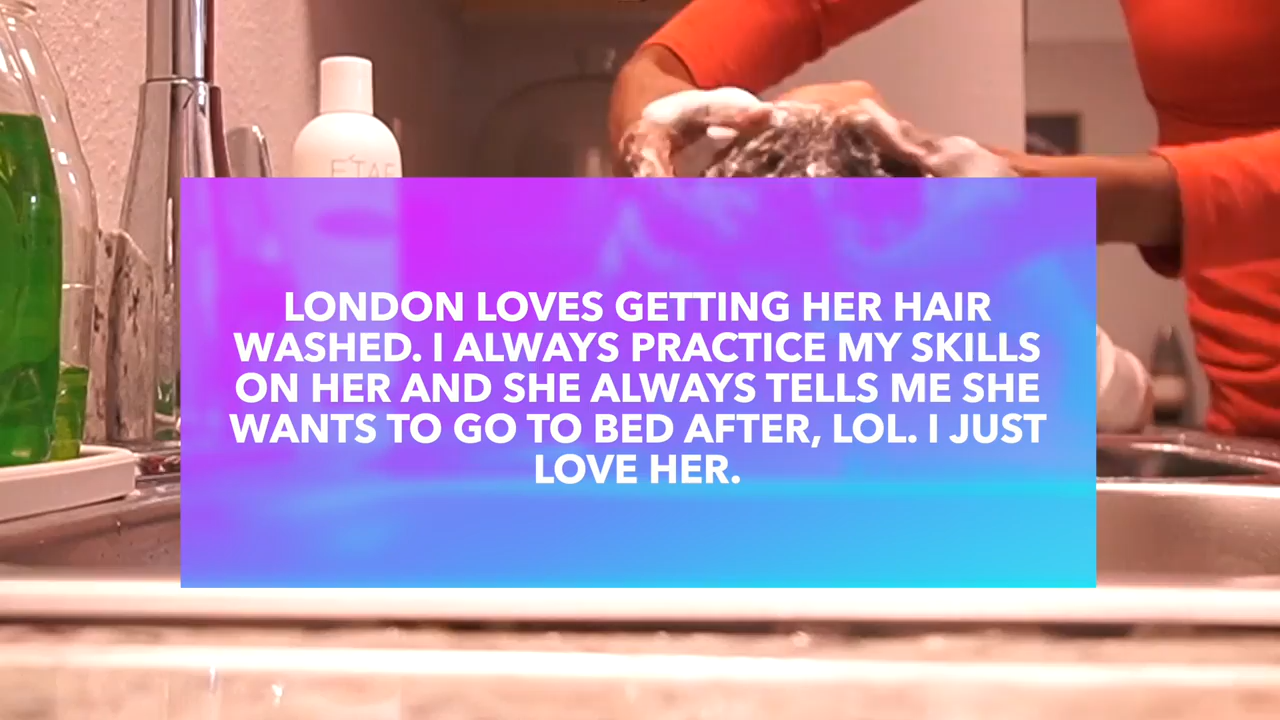 ETAE
LONDON LOVES GETTING HER HAIR
WASHED. I ALWAYS PRACTICE MY SKILLS
ON HER AND SHE ALWAYS TELLS ME SHE
WANTS TO GO TO BED AFTER, LOL. I JUST
LOVE HER.